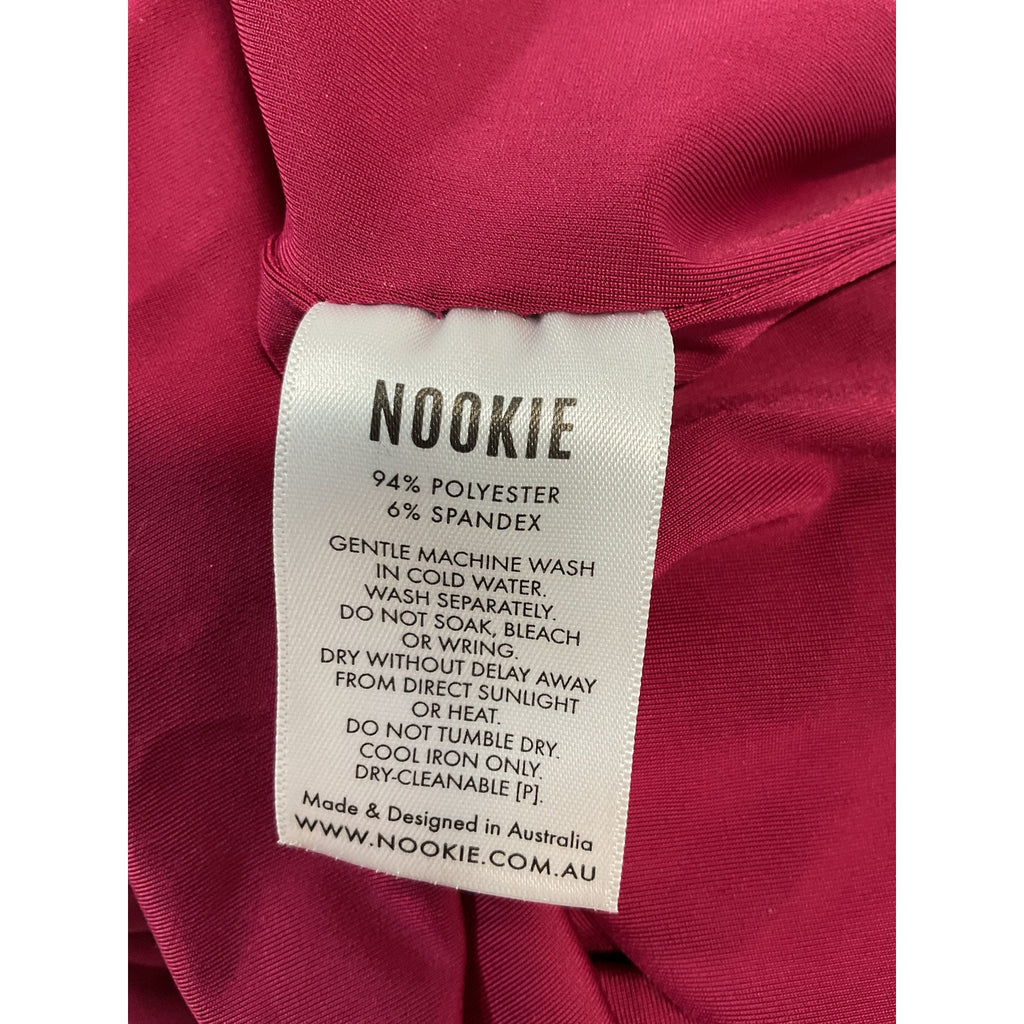 NOOKIE
94% POLYESTER
6% SPANDEX
GENTLE MACHINE WASH
IN COLD WATER.
WASH SEPARATELY.
DO NOT SOAK, BLEACH
OR WRING.
DRY WITHOUT DELAY AWAY
FROM DIRECT SUNLIGHT
OR HEAT.
DO NOT TUMBLE DRY.
COOL IRON ONLY.
DRY-CLEANABLE [P].
Made & Designed in Australia
WWW.NOOKIE.COM.AU